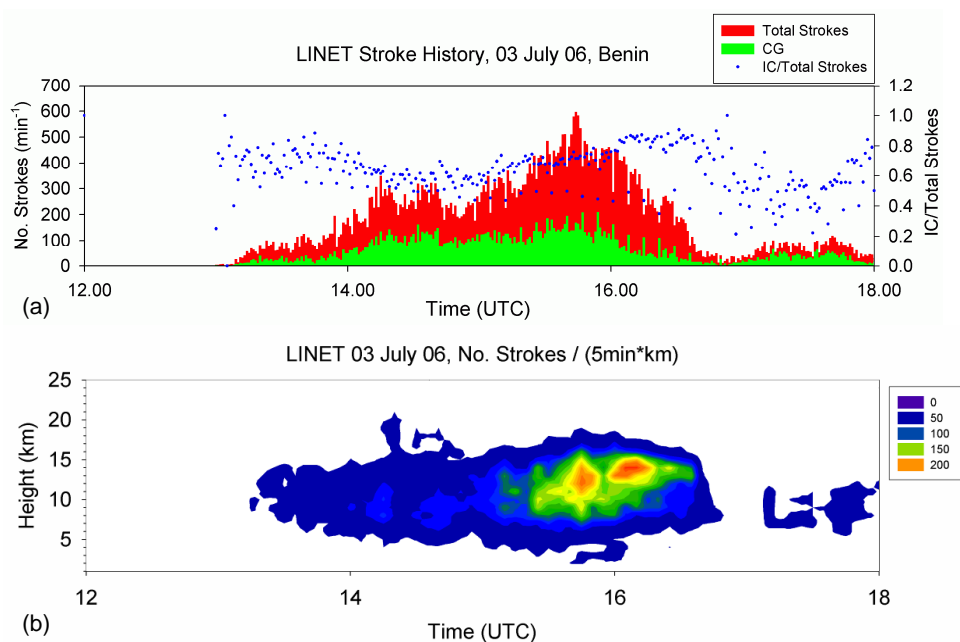 Total Strokes
CG
IC/Total Strokes
LINET Stroke History, 03 July 06, Benin
No. Strokes (min⁻¹)
700
600
500
400
300
200
100
0
1.2
1.0
0.8
0.6
0.4
0.2
0.0
IC/Total Strokes
12.00 14.00 16.00 18.00
Time (UTC)
(a)
LINET 03 July 06, No. Strokes / (5min*km)
Height (km)
25
20
15
10
5
0
50
100
150
200
12 14 16 18
Time (UTC)
(b)